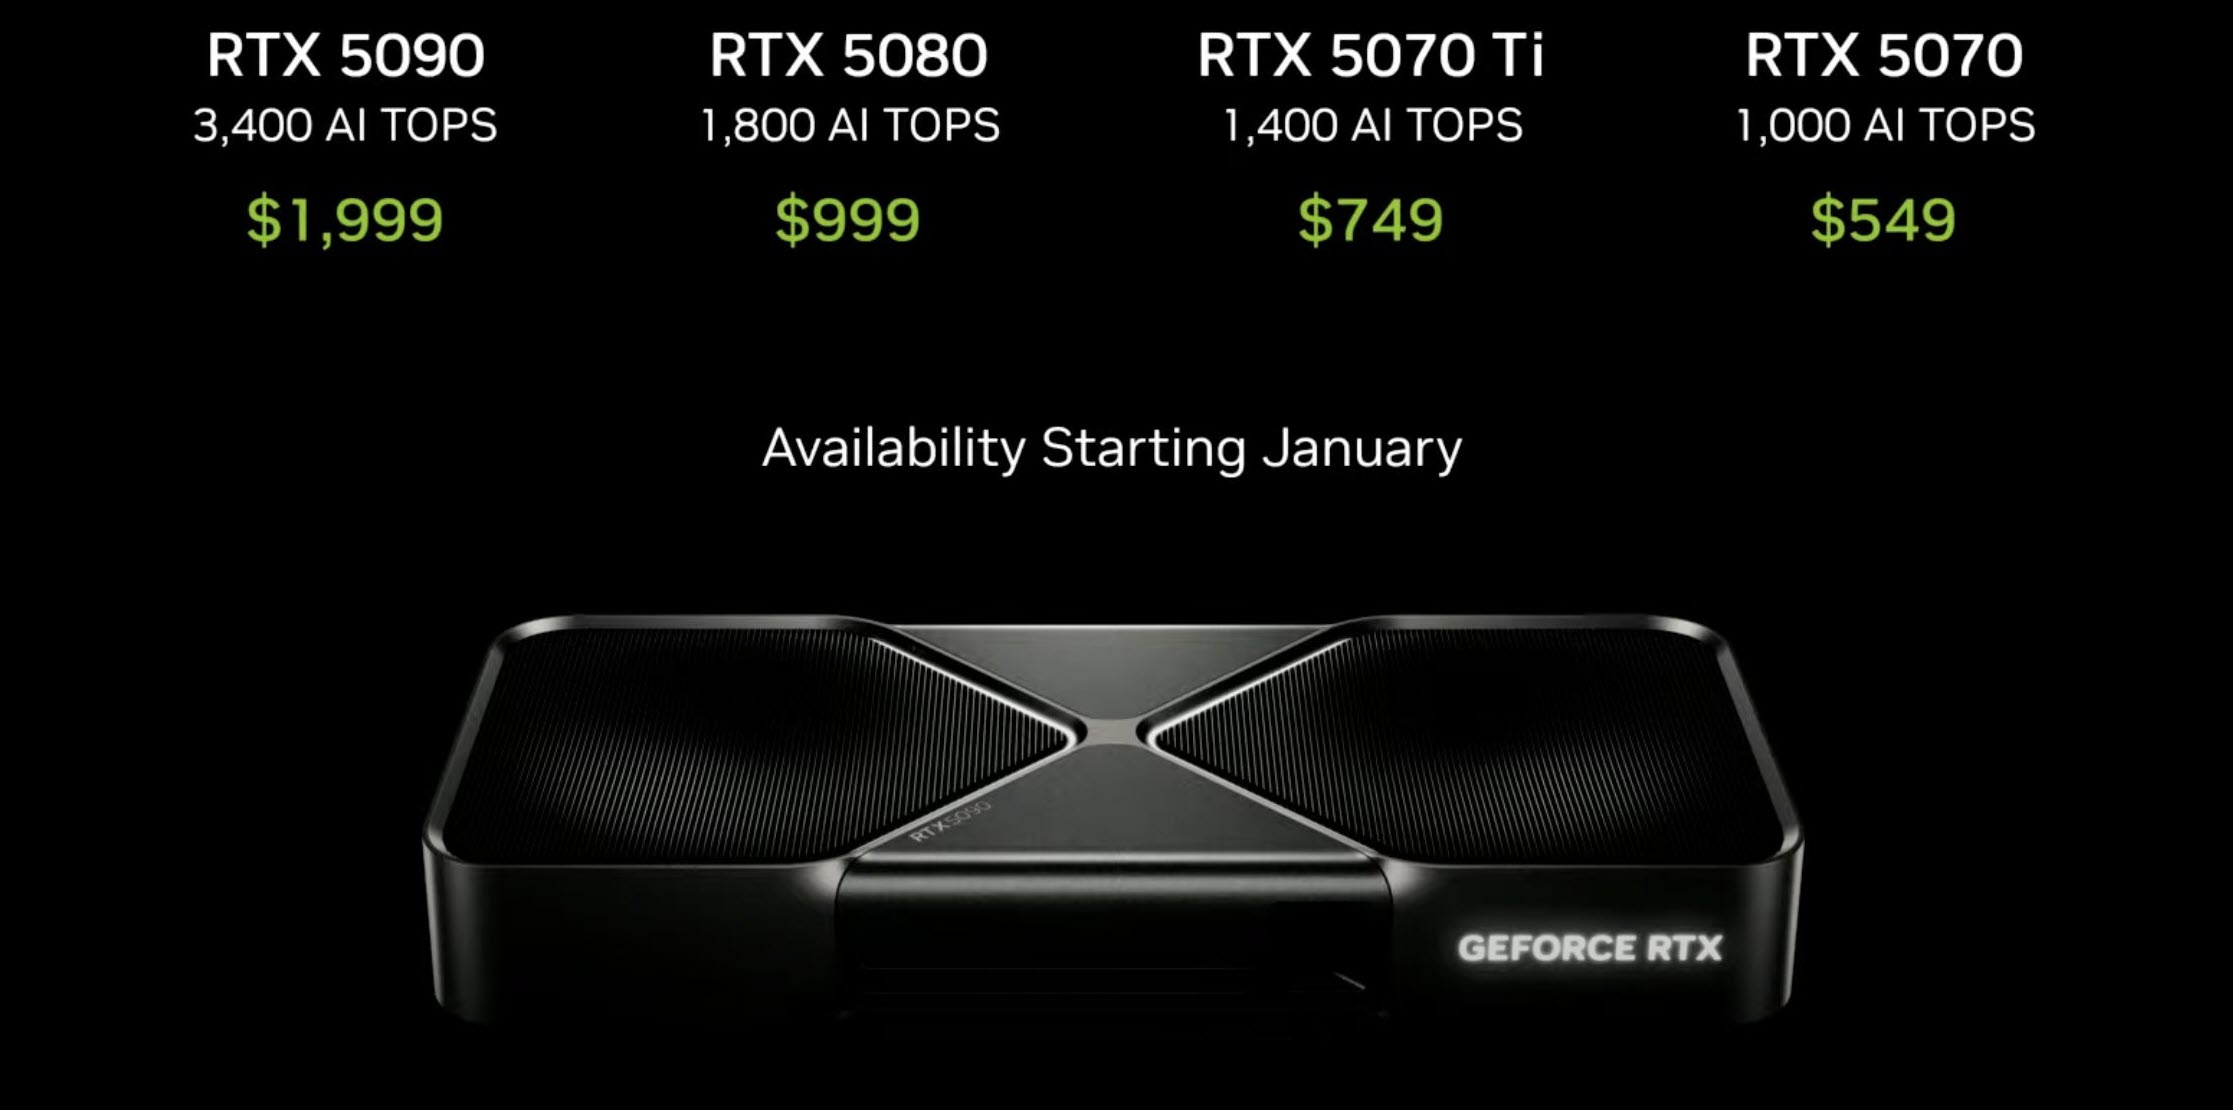 RTX 5090
3,400 AI TOPS
$1,999
RTX 5080
1,800 AI TOPS
$999
RTX 5070 Ti
1,400 AI TOPS
$749
RTX 5070
1,000 AI TOPS
$549
Availability Starting January
RTX 5090
GEFORCE RTX